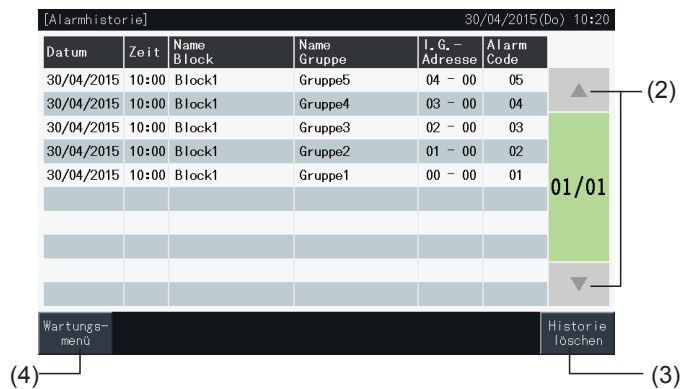 [Alarmhistorie] 30/04/2015(Do) 10:20
Datum Zeit Name Block Name Gruppe I.G.-Adresse Alarm Code
30/04/2015 10:00 Block1 Gruppe5 04 - 00 05
30/04/2015 10:00 Block1 Gruppe4 03 - 00 04
30/04/2015 10:00 Block1 Gruppe3 02 - 00 03
30/04/2015 10:00 Block1 Gruppe2 01 - 00 02
30/04/2015 10:00 Block1 Gruppe1 00 - 00 01
01/01
(2)
Wartungs-
menü
Historie
löschen
(4)
(3)